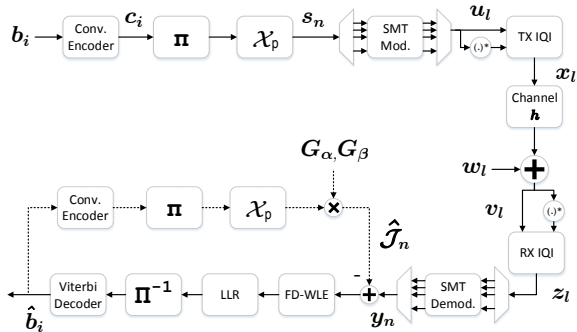 b_i
Conv. Encoder
c_i
Π
𝒳_p
s_n
SMT Mod.
u_l
(.)*
TX IQI
x_l
Channel h
w_l
+
v_l
(.)*
RX IQI
z_l
G_α,G_β
Conv. Encoder
Π
𝒳_p
×
Ĵ_n
-
b̂_i
Viterbi Decoder
Π^{-1}
LLR
FD-WLE
+
y_n
SMT Demod.